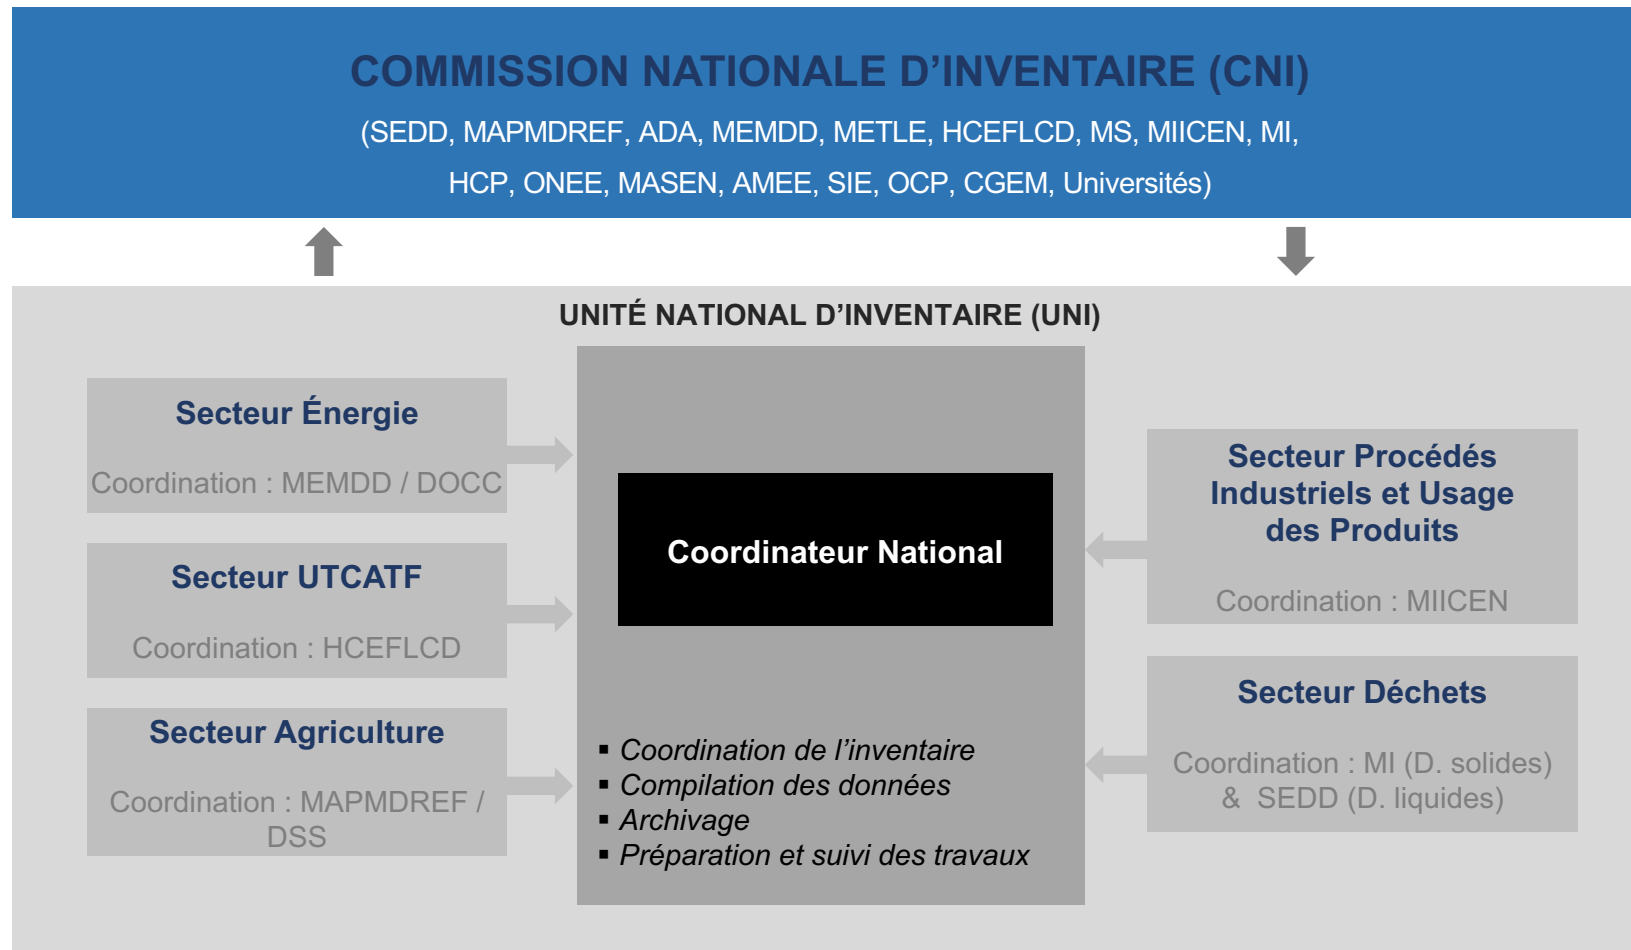 COMMISSION NATIONALE D’INVENTAIRE (CNI)
(SEDD, MAPMDREF, ADA, MEMDD, METLE, HCEFLCD, MS, MIICEN, MI,
HCP, ONEE, MASEN, AMEE, SIE, OCP, CGEM, Universités)
UNITÉ NATIONAL D’INVENTAIRE (UNI)
Secteur Énergie
Coordination : MEMDD / DOCC
Secteur UTCATF
Coordination : HCEFLCD
Secteur Agriculture
Coordination : MAPMDREF /
DSS
Coordinateur National
▪ Coordination de l’inventaire
▪ Compilation des données
▪ Archivage
▪ Préparation et suivi des travaux
Secteur Procédés
Industriels et Usage
des Produits
Coordination : MIICEN
Secteur Déchets
Coordination : MI (D. solides)
& SEDD (D. liquides)